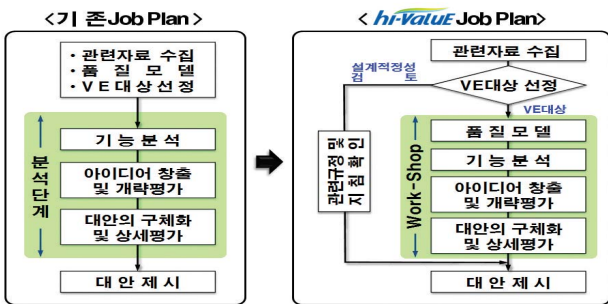 <기 존 Job Plan>
・관련자료 수집
・품 질 모 델
・VE대상선정
분석단계
기 능 분 석
아이디어 창출
및 개략평가
대안의 구체화
및 상세평가
대 안 제 시
<hi-ValuE Job Plan>
관련자료 수집
설계적정성
검 토
VE대상 선정
VE대상
관련규정 및
지 침 확 인
Work-Shop
품 질 모 델
기 능 분 석
아이디어 창출
및 개략평가
대안의 구체화
및 상세평가
대 안 제 시